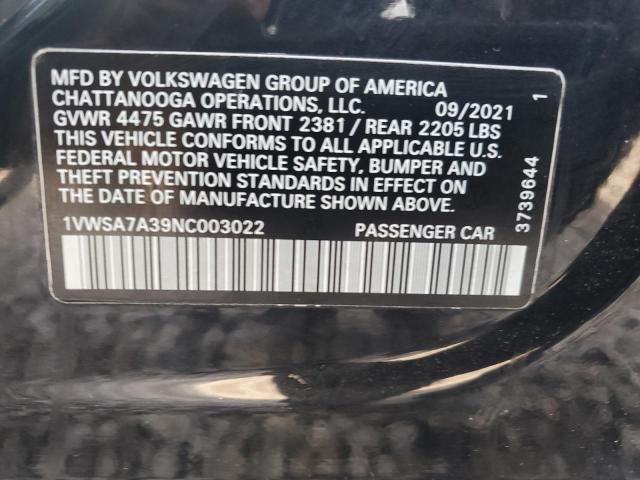 MFD BY VOLKSWAGEN GROUP OF AMERICA
CHATTANOOGA OPERATIONS, LLC. 09/2021 1
GVWR 4475 GAWR FRONT 2381 / REAR 2205 LBS
THIS VEHICLE CONFORMS TO ALL APPLICABLE U.S.
FEDERAL MOTOR VEHICLE SAFETY, BUMPER AND
THEFT PREVENTION STANDARDS IN EFFECT ON
THE DATE OF MANUFACTURE SHOWN ABOVE.
1VWSA7A39NC003022 PASSENGER CAR
3739644